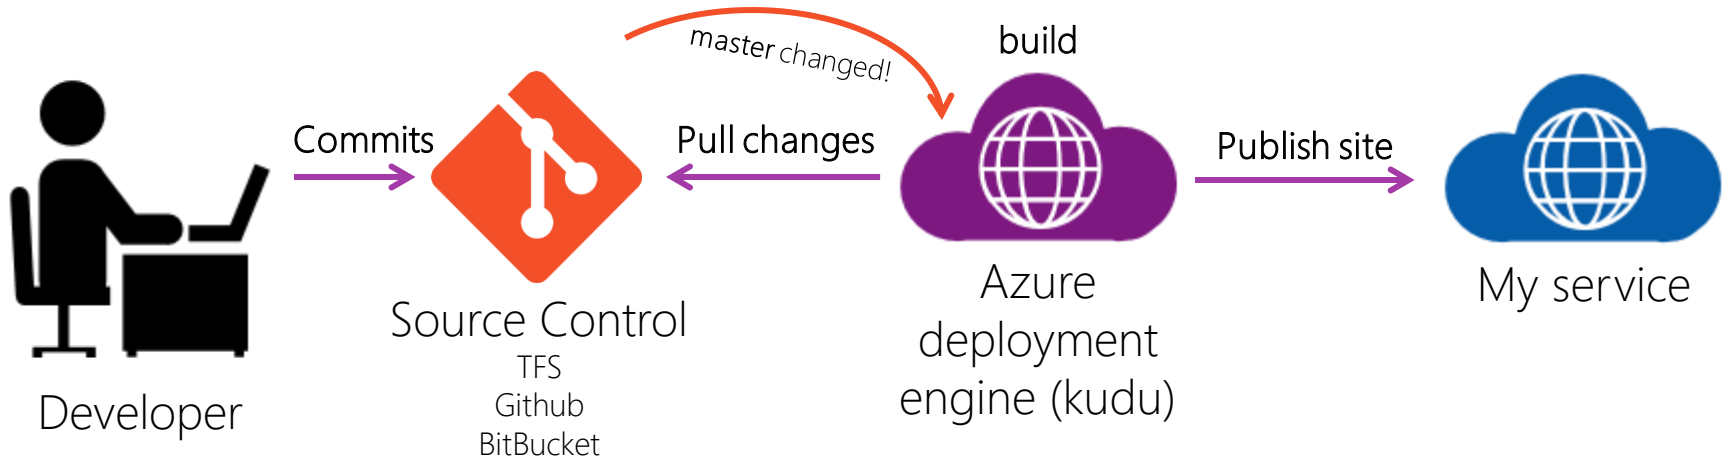 master changed!
build
Commits
Pull changes
Publish site
Developer
Source Control
TFS
Github
BitBucket
Azure
deployment
engine (kudu)
My service